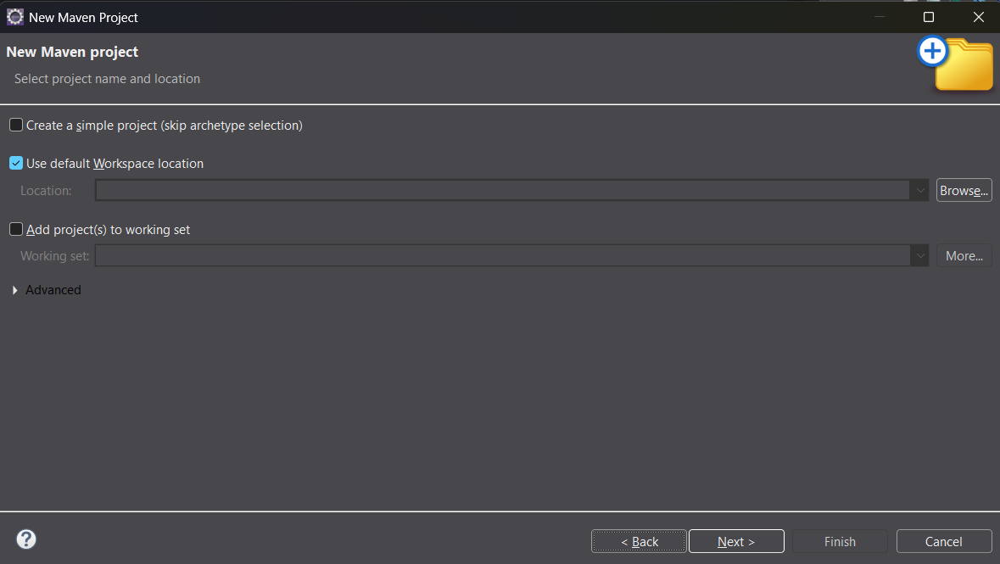 New Maven Project
New Maven project
Select project name and location
Create a simple project (skip archetype selection)
Use default Workspace location
Location:
Browse...
Add project(s) to working set
Working set:
More...
Advanced
?
< Back
Next >
Finish
Cancel